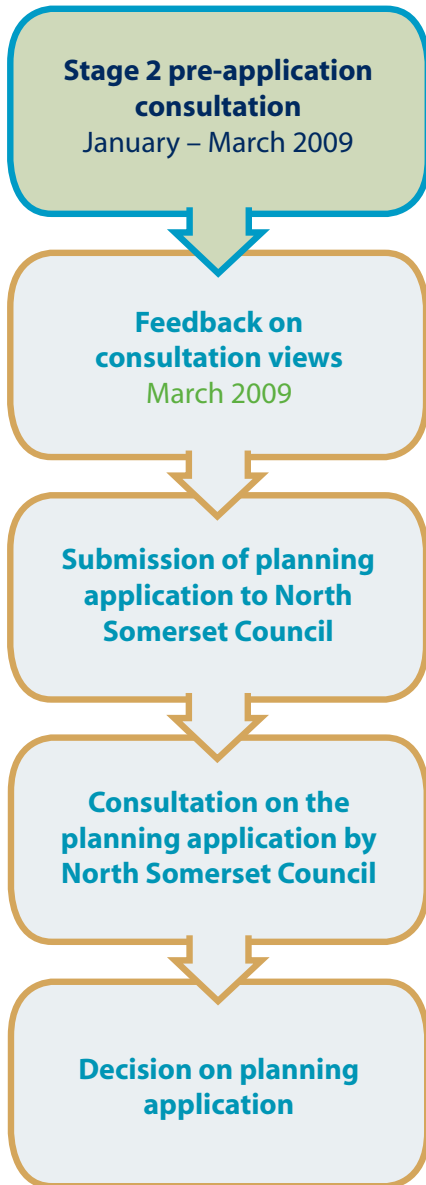 Stage 2 pre-application
consultation
January – March 2009
Feedback on
consultation views
March 2009
Submission of planning
application to North
Somerset Council
Consultation on the
planning application by
North Somerset Council
Decision on planning
application